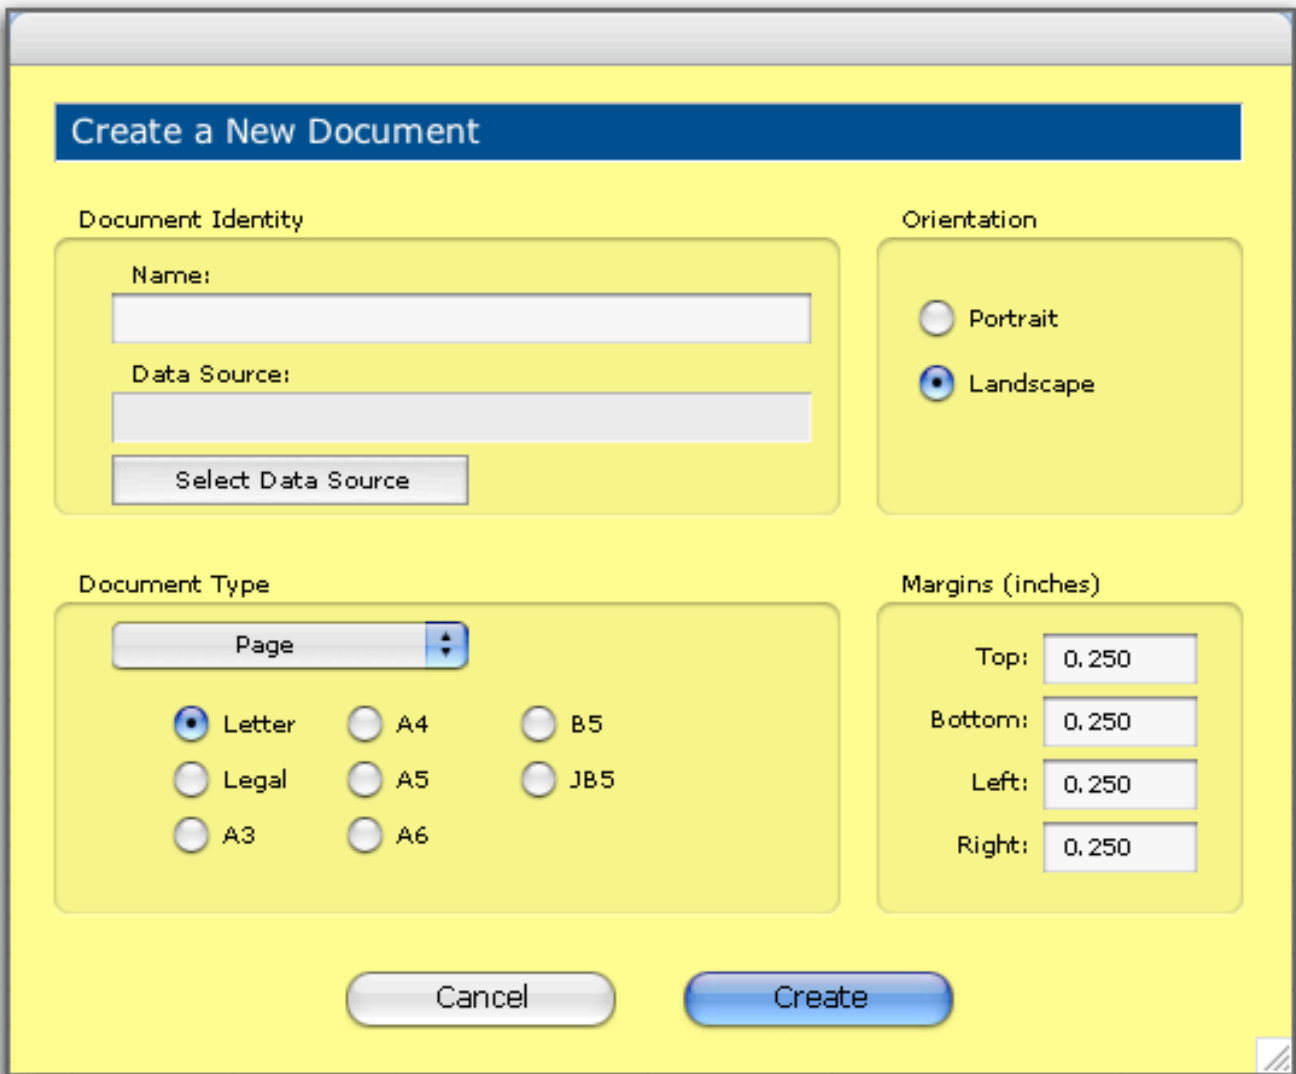 Create a New Document
Document Identity
Name:
Data Source:
Select Data Source
Orientation
Portrait
Landscape
Document Type
Page
Letter
A4
B5
Legal
A5
JB5
A3
A6
Margins (inches)
Top: 0.250
Bottom: 0.250
Left: 0.250
Right: 0.250
Cancel
Create